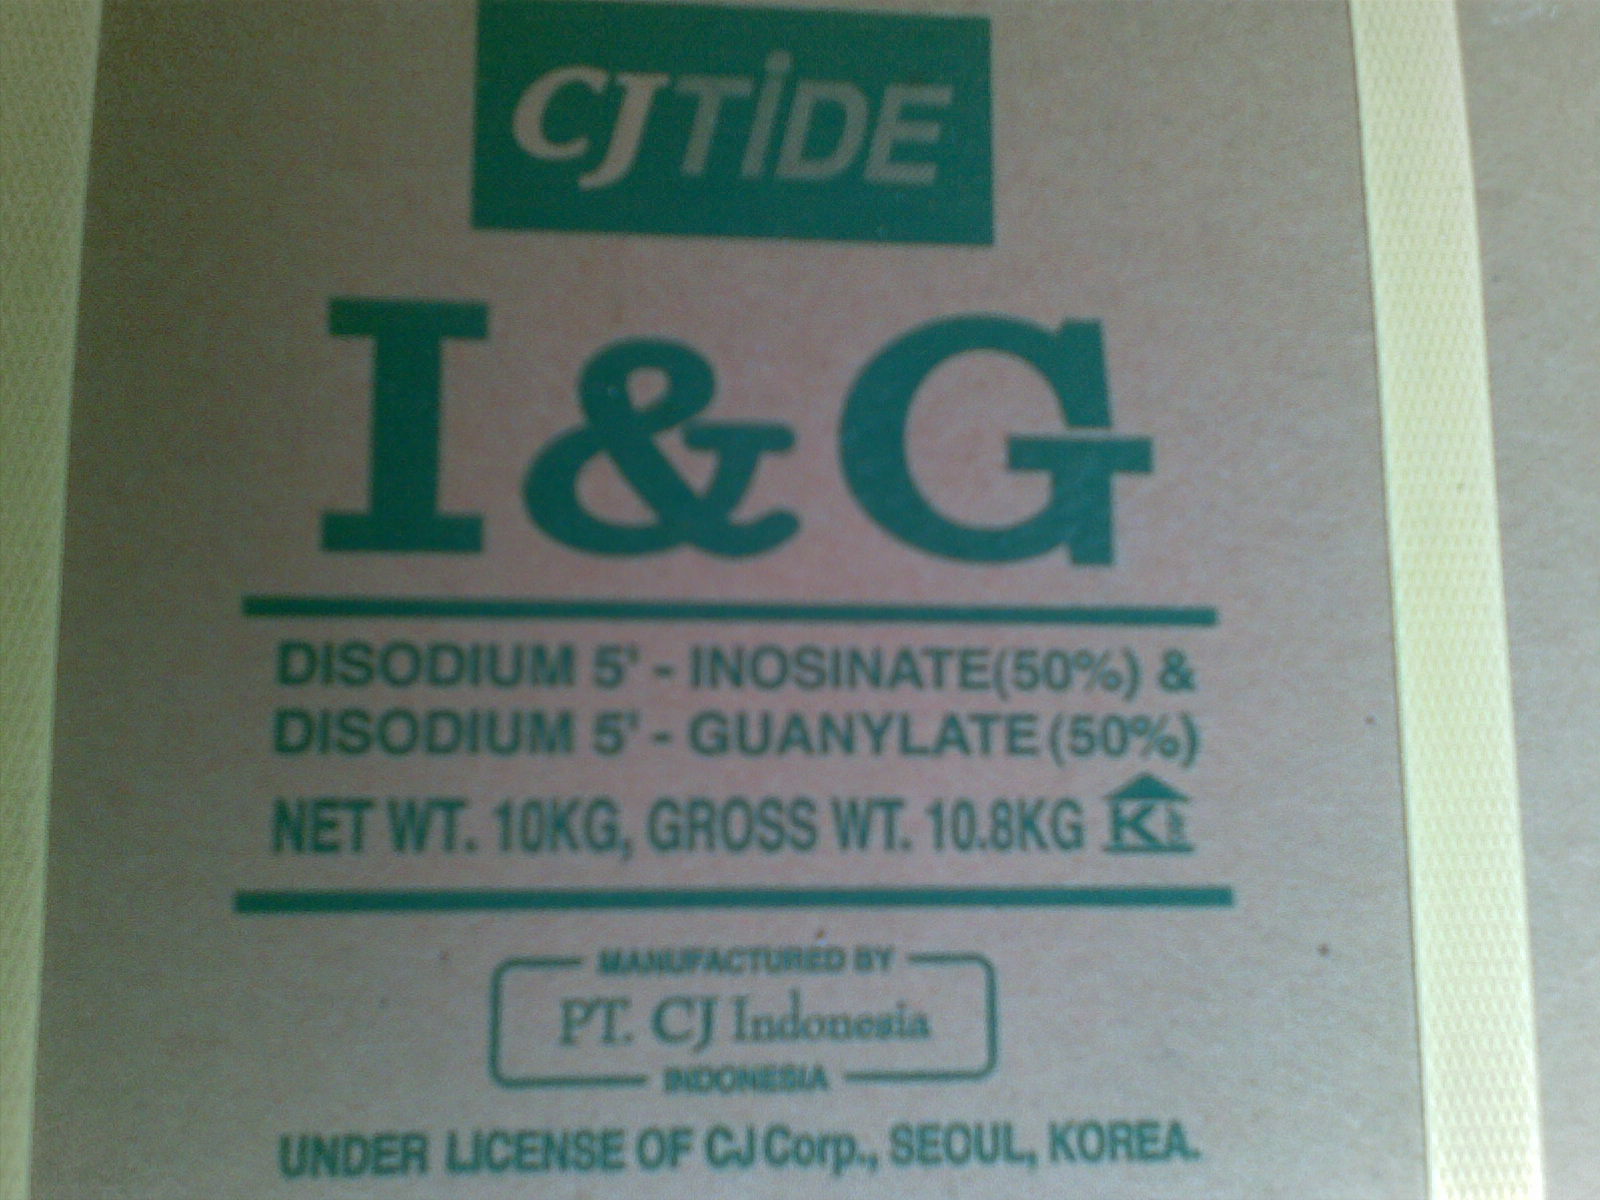 CJTIDE
I&G
DISODIUM 5' - INOSINATE(50%) &
DISODIUM 5' - GUANYLATE(50%)
NET WT. 10KG, GROSS WT. 10.8KG K
MANUFACTURED BY
PT. CJ Indonesia
INDONESIA
UNDER LICENSE OF CJ Corp., SEOUL, KOREA.